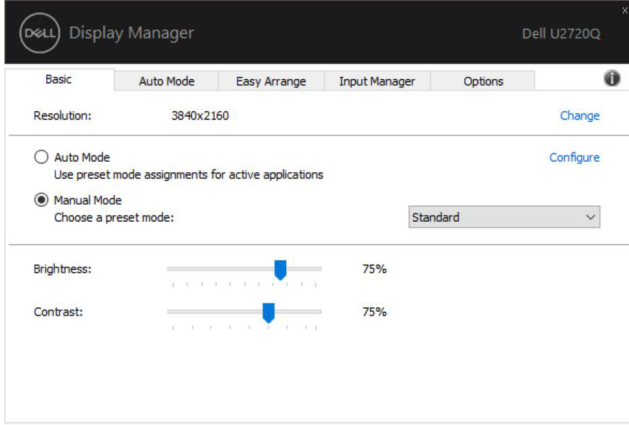 DELL Display Manager
Dell U2720Q
Basic
Auto Mode
Easy Arrange
Input Manager
Options
Resolution:
3840x2160
Change
Auto Mode
Configure
Use preset mode assignments for active applications
Manual Mode
Choose a preset mode:
Standard
Brightness:
75%
Contrast:
75%